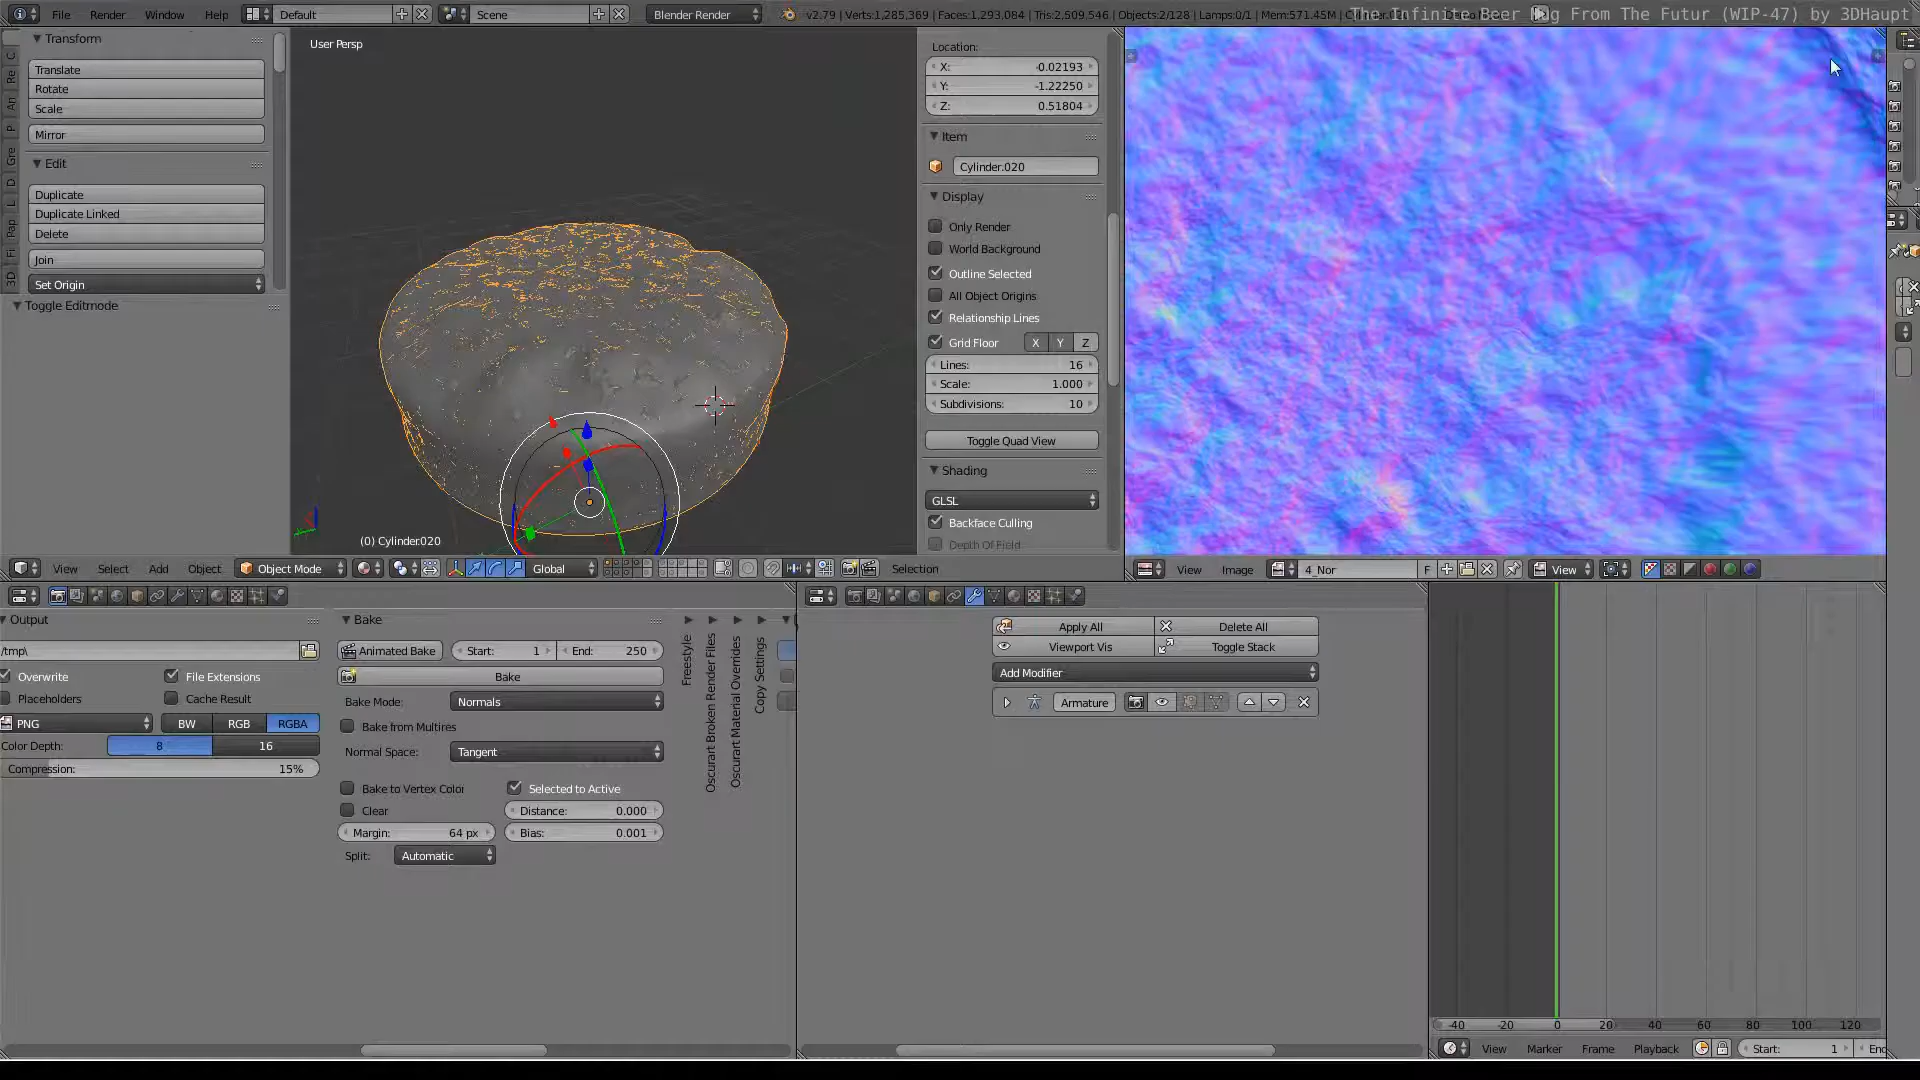 File Render Window Help Default Scene Blender Render v2.79 | Verts:1,285,369 | Faces:1,293,084 | Tris:2,509,546 | Objects:2/128 | Lamps:0/1 | Mem:571.45M
The Infinite Beer Mug From The Futur (WIP-47) by 3DHaupt
Transform
Translate
Rotate
Scale
Mirror
Edit
Duplicate
Duplicate Linked
Delete
Join
Set Origin
Toggle Editmode
C
Re
An
P
Gre
D
L
Pap
Fi
3D
User Persp
(0) Cylinder.020
Location:
X: -0.02193
Y: -1.22250
Z: 0.51804
Item
Cylinder.020
Display
Only Render
World Background
Outline Selected
All Object Origins
Relationship Lines
Grid Floor X Y Z
Lines: 16
Scale: 1.000
Subdivisions: 10
Toggle Quad View
Shading
GLSL
Backface Culling
Depth Of Field
View Select Add Object Object Mode Global Selection
View Image 4_Nor F View
Output
/tmp\
Overwrite File Extensions
Placeholders Cache Result
PNG BW RGB RGBA
Color Depth: 8 16
Compression: 15%
Bake
Animated Bake Start: 1 End: 250
Bake
Bake Mode: Normals
Bake from Multires
Normal Space: Tangent
Bake to Vertex Color Selected to Active
Clear Distance: 0.000
Margin: 64 px Bias: 0.001
Split: Automatic
Freestyle
Oscurart Broken Render Files
Oscurart Material Overrides
Copy Settings
Apply All Delete All
Viewport Vis Toggle Stack
Add Modifier
Armature
-40 -20 0 20 40 60 80 100 120
View Marker Frame Playback Start: 1 End